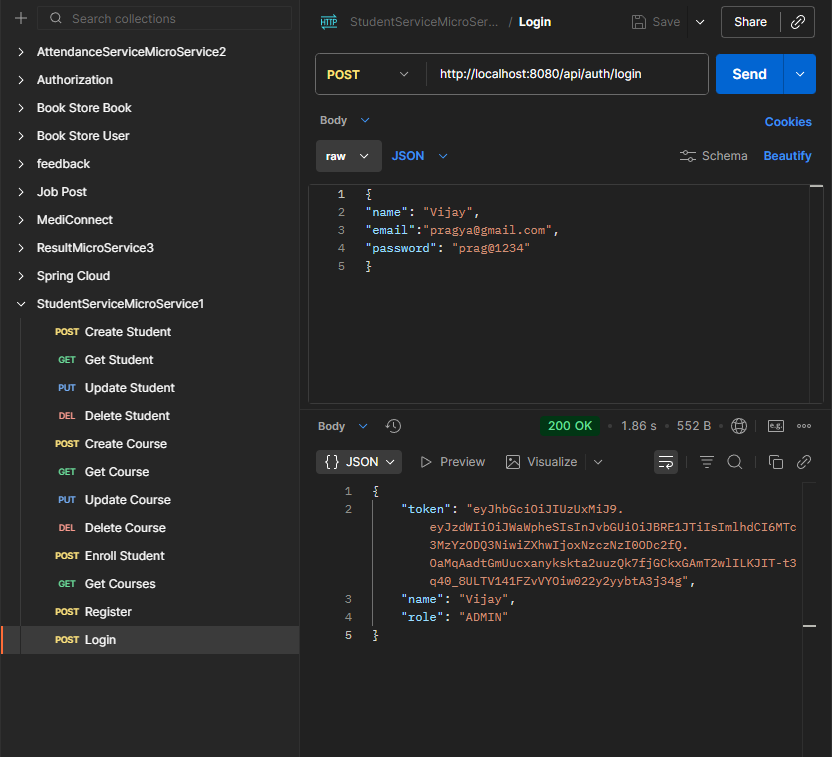 Search collections
AttendanceServiceMicroService2
Authorization
Book Store Book
Book Store User
feedback
Job Post
MediConnect
ResultMicroService3
Spring Cloud
StudentServiceMicroService1
POST Create Student
GET Get Student
PUT Update Student
DEL Delete Student
POST Create Course
GET Get Course
PUT Update Course
DEL Delete Course
POST Enroll Student
GET Get Courses
POST Register
POST Login
HTTP StudentServiceMicroSer... / Login Save Share
POST http://localhost:8080/api/auth/login Send
Body Cookies
raw JSON Schema Beautify
1 {
2 "name": "Vijay",
3 "email":"pragya@gmail.com",
4 "password": "prag@1234"
5 }
Body 200 OK 1.86 s 552 B e.g.
{} JSON Preview Visualize
1 {
2 "token": "eyJhbGciOiJIUzUxMiJ9.
eyJzdWIiOiJWaWpheSIsInJvbGUiOiJBRE1JTiIsImlhdCI6MTc
3MzYzODQ3NiwiZXhwIjoxNzczNzI0ODc2fQ.
OaMqAadtGmUucxanykskta2uuzQk7fjGCkxGAmT2wlILKJIT-t3
q40_8ULTV141FZvVYOiw022y2yybtA3j34g",
3 "name": "Vijay",
4 "role": "ADMIN"
5 }